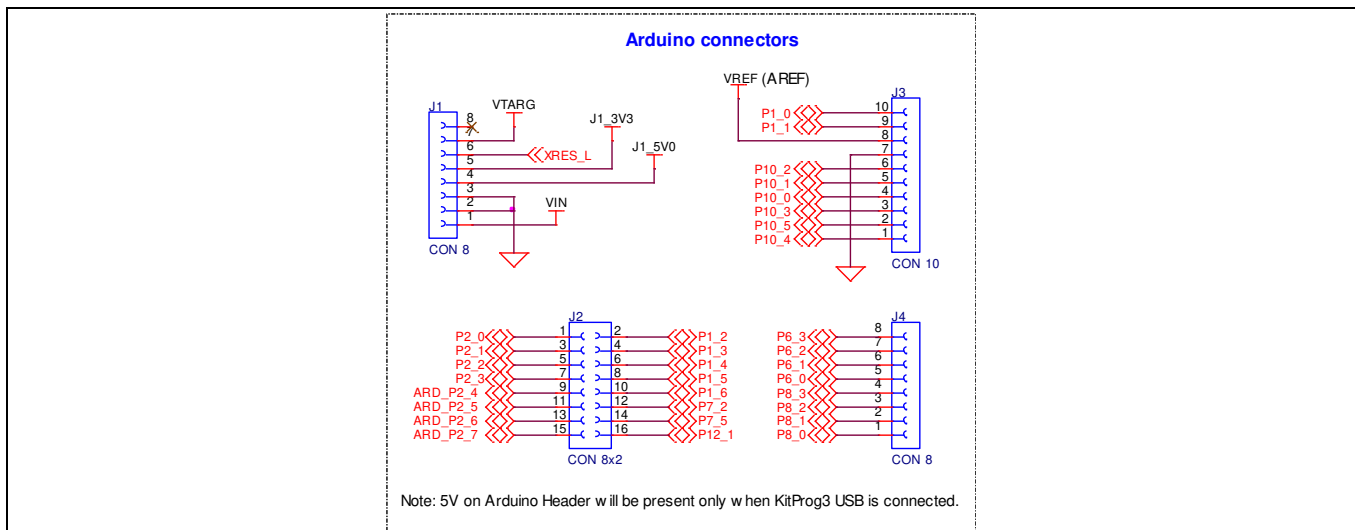 Arduino connectors
J1
8
7
6
5
4
3
2
1
VTARG
J1_3V3
XRES_L
J1_5V0
VIN
CON 8
VREF (AREF)
J3
P1_0 10
P1_1 9
8
7
P10_2 6
P10_1 5
P10_0 4
P10_3 3
P10_5 2
P10_4 1
CON 10
J2
P2_0 1 2 P1_2
P2_1 3 4 P1_3
P2_2 5 6 P1_4
P2_3 7 8 P1_5
ARD_P2_4 9 10 P1_6
ARD_P2_5 11 12 P7_2
ARD_P2_6 13 14 P7_5
ARD_P2_7 15 16 P12_1
CON 8x2
J4
P6_3 8
P6_2 7
P6_1 6
P6_0 5
P8_3 4
P8_2 3
P8_1 2
P8_0 1
CON 8
Note: 5V on Arduino Header will be present only when KitProg3 USB is connected.